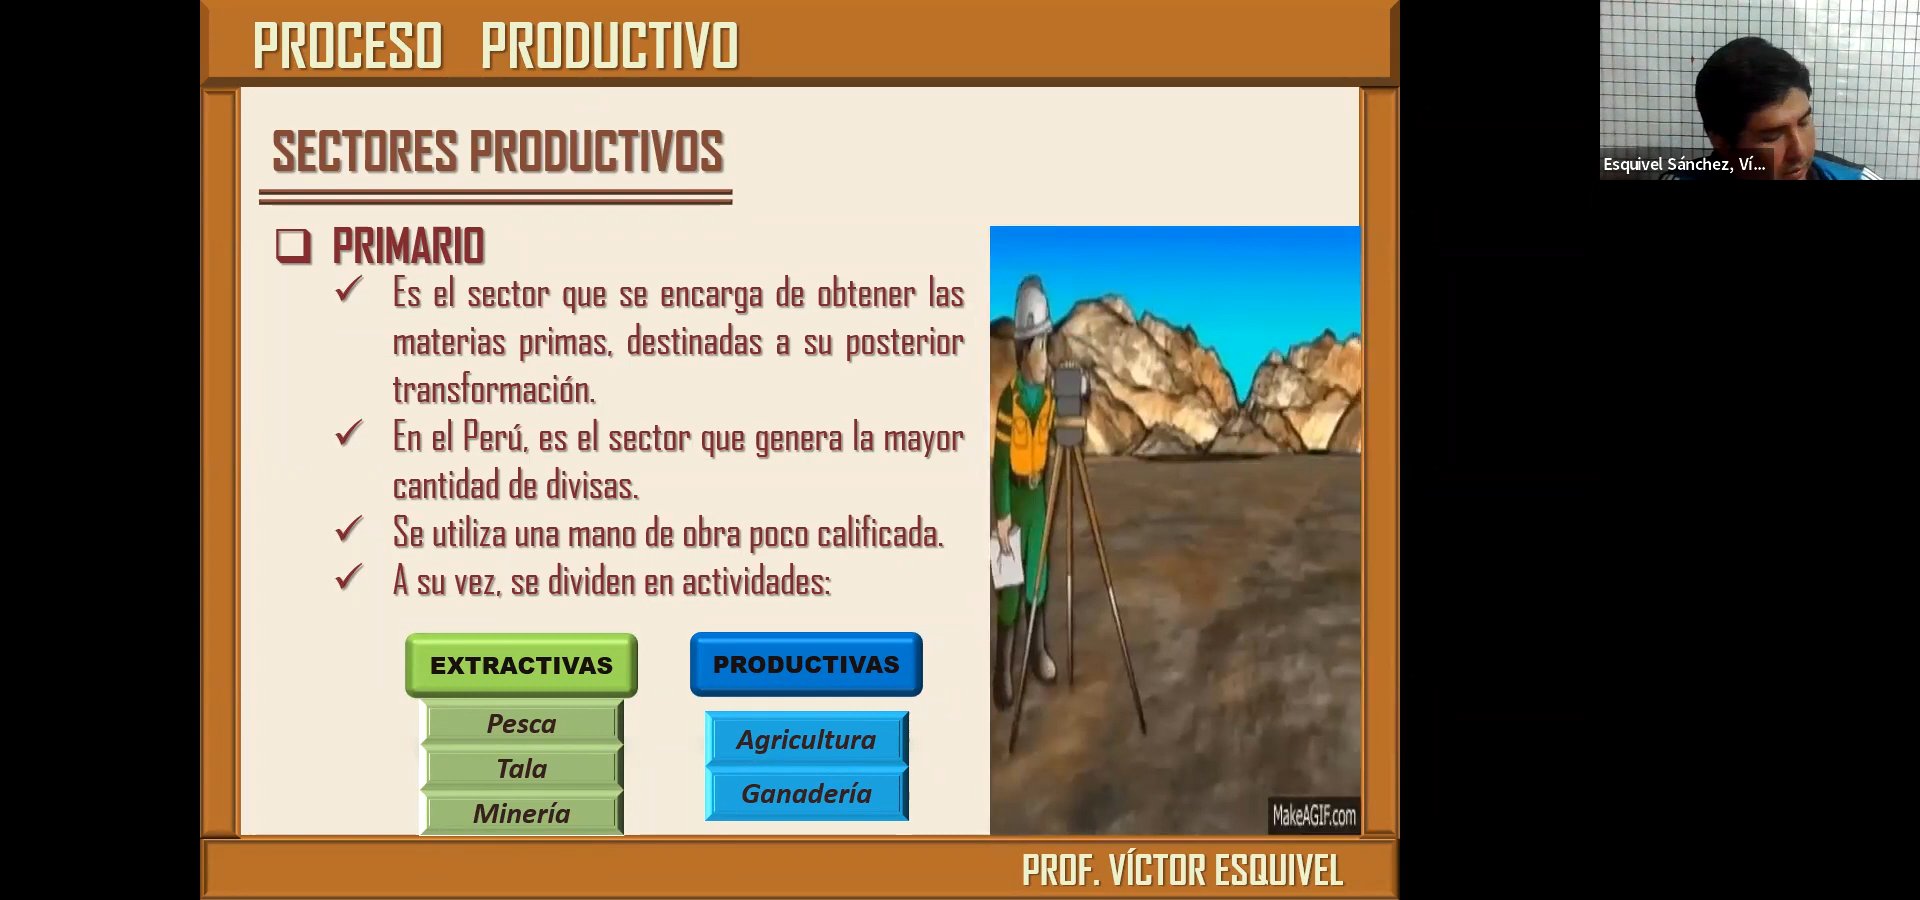 PROCESO PRODUCTIVO
SECTORES PRODUCTIVOS
PRIMARIO
Es el sector que se encarga de obtener las
materias primas, destinadas a su posterior
transformación.
En el Perú, es el sector que genera la mayor
cantidad de divisas.
Se utiliza una mano de obra poco calificada.
A su vez, se dividen en actividades:
EXTRACTIVAS
Pesca
Tala
Minería
PRODUCTIVAS
Agricultura
Ganadería
MakeAGIF.com
PROF. VÍCTOR ESQUIVEL
Esquivel Sánchez, Ví...